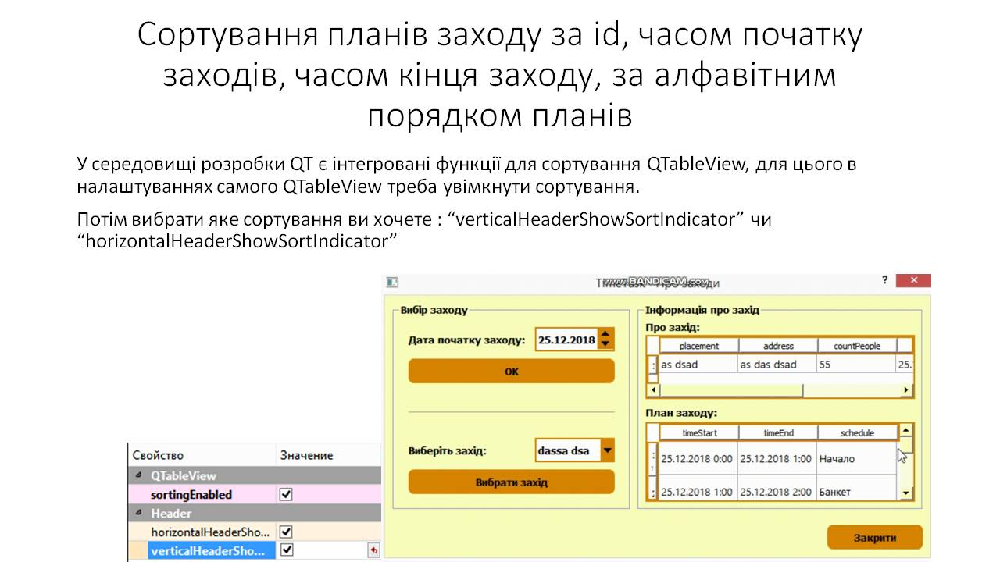 Сортування планів заходу за id, часом початку
заходів, часом кінця заходу, за алфавітним
порядком планів
У середовищі розробки QT є інтегровані функції для сортування QTableView, для цього в
налаштуваннях самого QTableView треба увімкнути сортування.
Потім вибрати яке сортування ви хочете : “verticalHeaderShowSortIndicator” чи
“horizontalHeaderShowSortIndicator”
Свойство Значение
QTableView
sortingEnabled
Header
horizontalHeaderSho...
verticalHeaderSho...
www.BANDICAM.com
TimeTask - Про заходи ?
Вибір заходу
Дата початку заходу: 25.12.2018
OK
Виберіть захід: dassa dsa
Вибрати захід
Інформація про захід
Про захід:
placement address countPeople
as dsad as das dsad 55 25.
План заходу:
timeStart timeEnd schedule
25.12.2018 0:00 25.12.2018 1:00 Начало
25.12.2018 1:00 25.12.2018 2:00 Банкет
Закрити